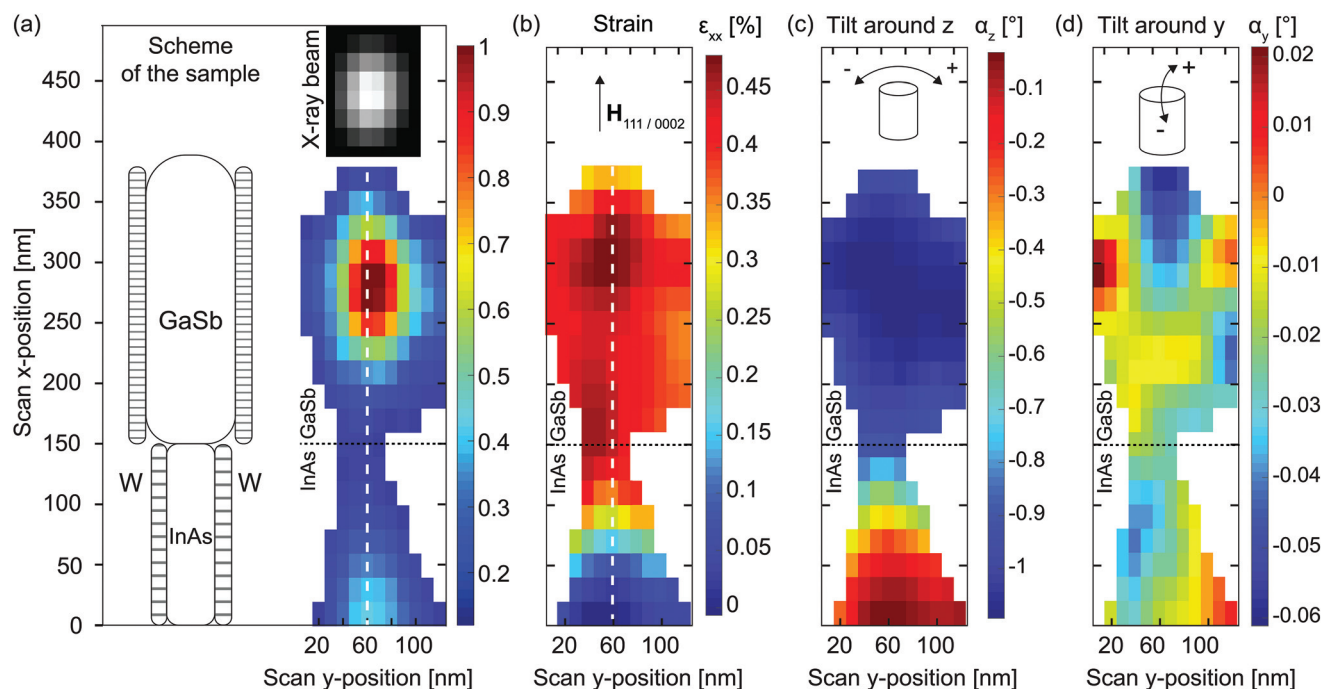 (a)
Scheme
of the sample
X-ray beam
450
400
350
300
250
200
150
100
50
0
Scan x-position [nm]
GaSb
InAs
W
W
InAs GaSb
20
60
100
Scan y-position [nm]
1
0.9
0.8
0.7
0.6
0.5
0.4
0.3
0.2
(b)
Strain
εxx [%]
H111 / 0002
InAs GaSb
20
60
100
Scan y-position [nm]
0.45
0.4
0.35
0.3
0.25
0.2
0.15
0.1
0.05
0
(c)
Tilt around z
αz [°]
- +
InAs GaSb
20
60
100
Scan y-position [nm]
-0.1
-0.2
-0.3
-0.4
-0.5
-0.6
-0.7
-0.8
-0.9
-1
(d)
Tilt around y
αy [°]
+
-
InAs GaSb
20
60
100
Scan y-position [nm]
0.02
0.01
0
-0.01
-0.02
-0.03
-0.04
-0.05
-0.06